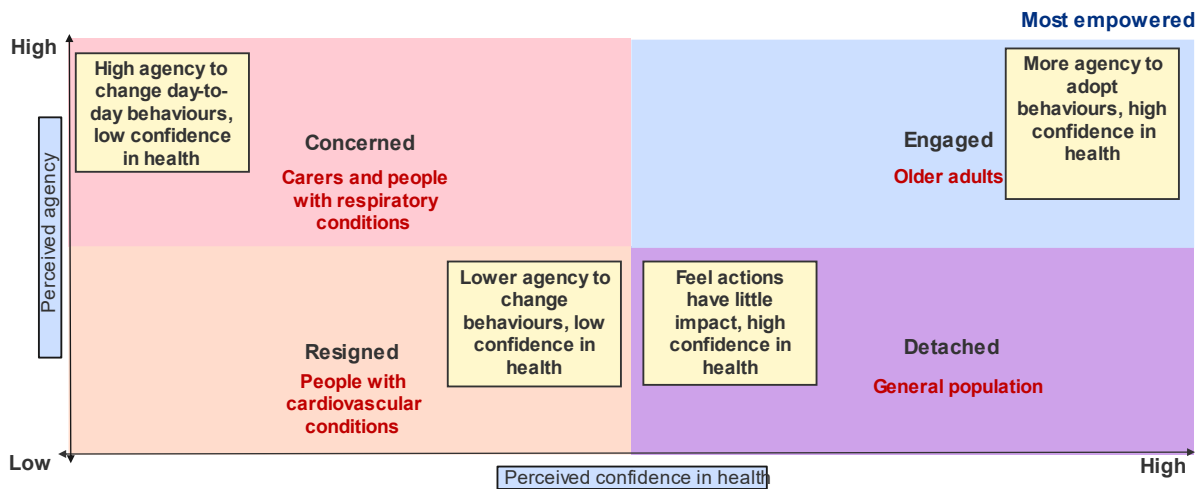 Most empowered
High
High agency to
change day-to-
day behaviours,
low confidence
in health
More agency to
adopt
behaviours, high
confidence in
health
Concerned
Carers and people
with respiratory
conditions
Engaged
Older adults
Perceived agency
Lower agency to
change
behaviours, low
confidence in
health
Feel actions
have little
impact, high
confidence in
health
Resigned
People with
cardiovascular
conditions
Detached
General population
Low
High
Perceived confidence in health